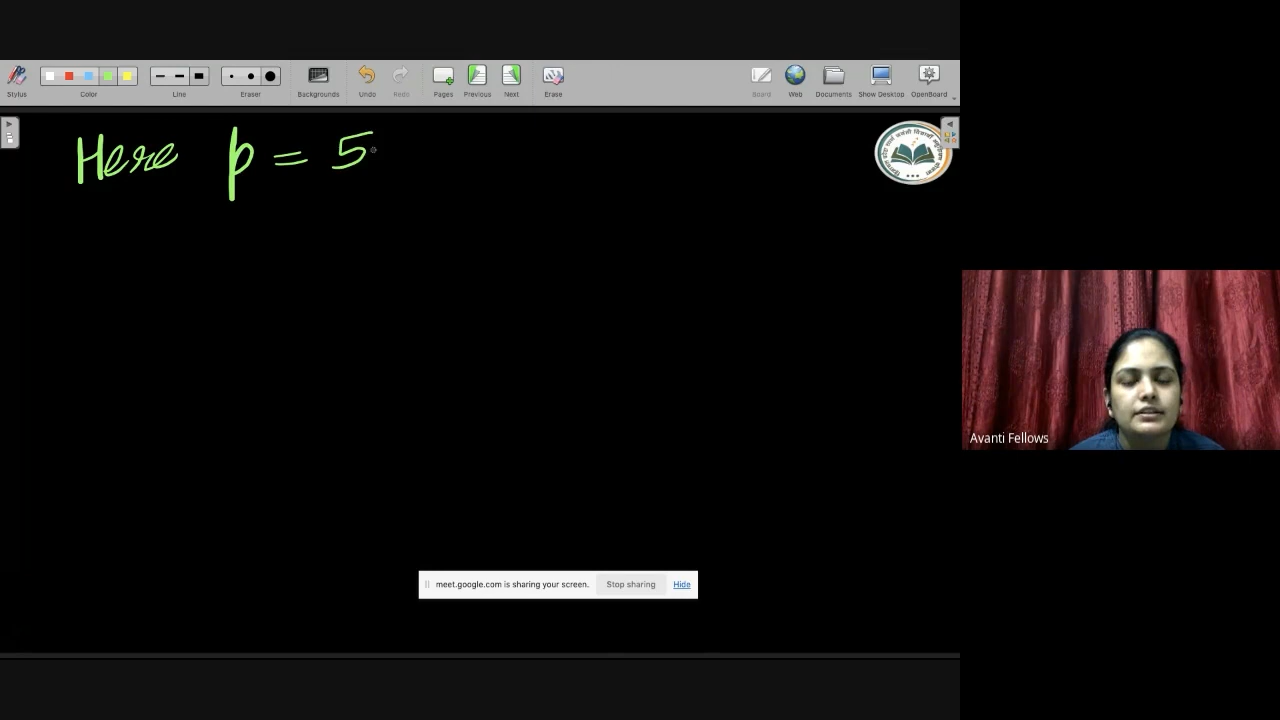 Stylus Color Line Eraser Backgrounds Undo Redo Pages Previous Next Erase Board Web Documents Show Desktop OpenBoard
Here p = 5
Avanti Fellows
meet.google.com is sharing your screen. Stop sharing Hide